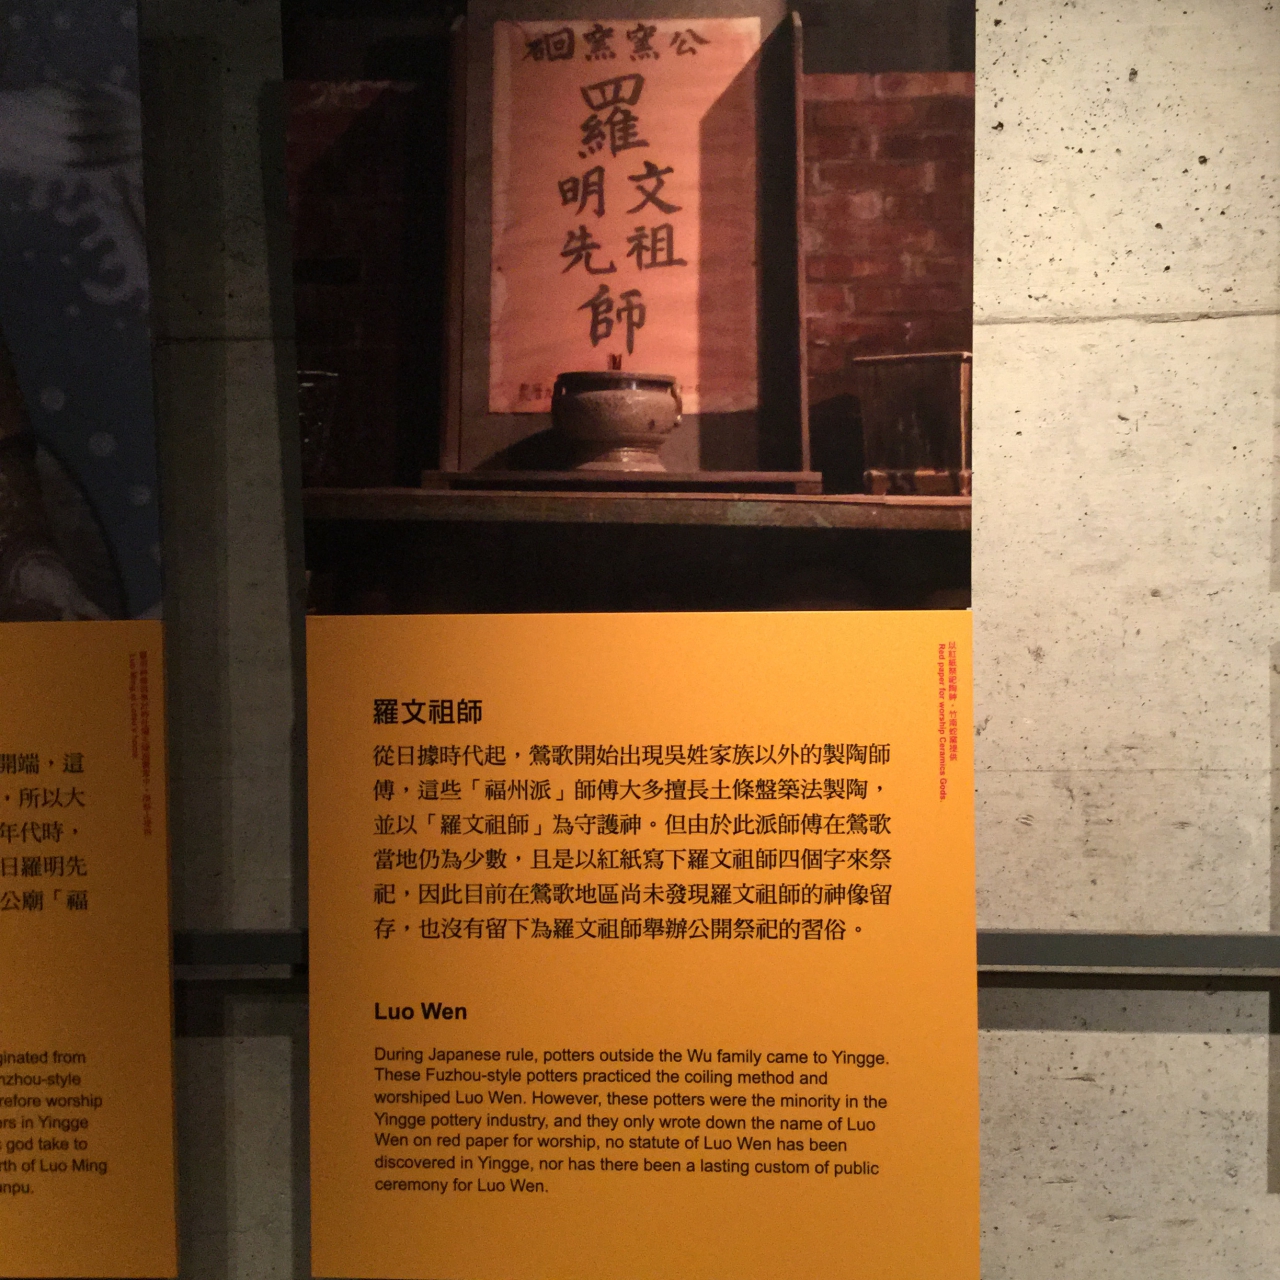 公窯窯
羅
文祖
明先
師
羅文祖師
從日據時代起，鶯歌開始出現吳姓家族以外的製陶師
傅，這些「福州派」師傅大多擅長土條盤築法製陶，
並以「羅文祖師」為守護神。但由於此派師傅在鶯歌
當地仍為少數，且是以紅紙寫下羅文祖師四個字來祭
祀，因此目前在鶯歌地區尚未發現羅文祖師的神像留
存，也沒有留下為羅文祖師舉辦公開祭祀的習俗。
Luo Wen
During Japanese rule, potters outside the Wu family came to Yingge.
These Fuzhou-style potters practiced the coiling method and
worshiped Luo Wen. However, these potters were the minority in the
Yingge pottery industry, and they only wrote down the name of Luo
Wen on red paper for worship, no statute of Luo Wen has been
discovered in Yingge, nor has there been a lasting custom of public
ceremony for Luo Wen.
Red paper for worship Ceramics Gods.
開端，這
，所以大
年代時，
日羅明先
公廟「福
ginated from
nzhou-style
refore worship
ers in Yingge
god take to
rth of Luo Ming
unpu.